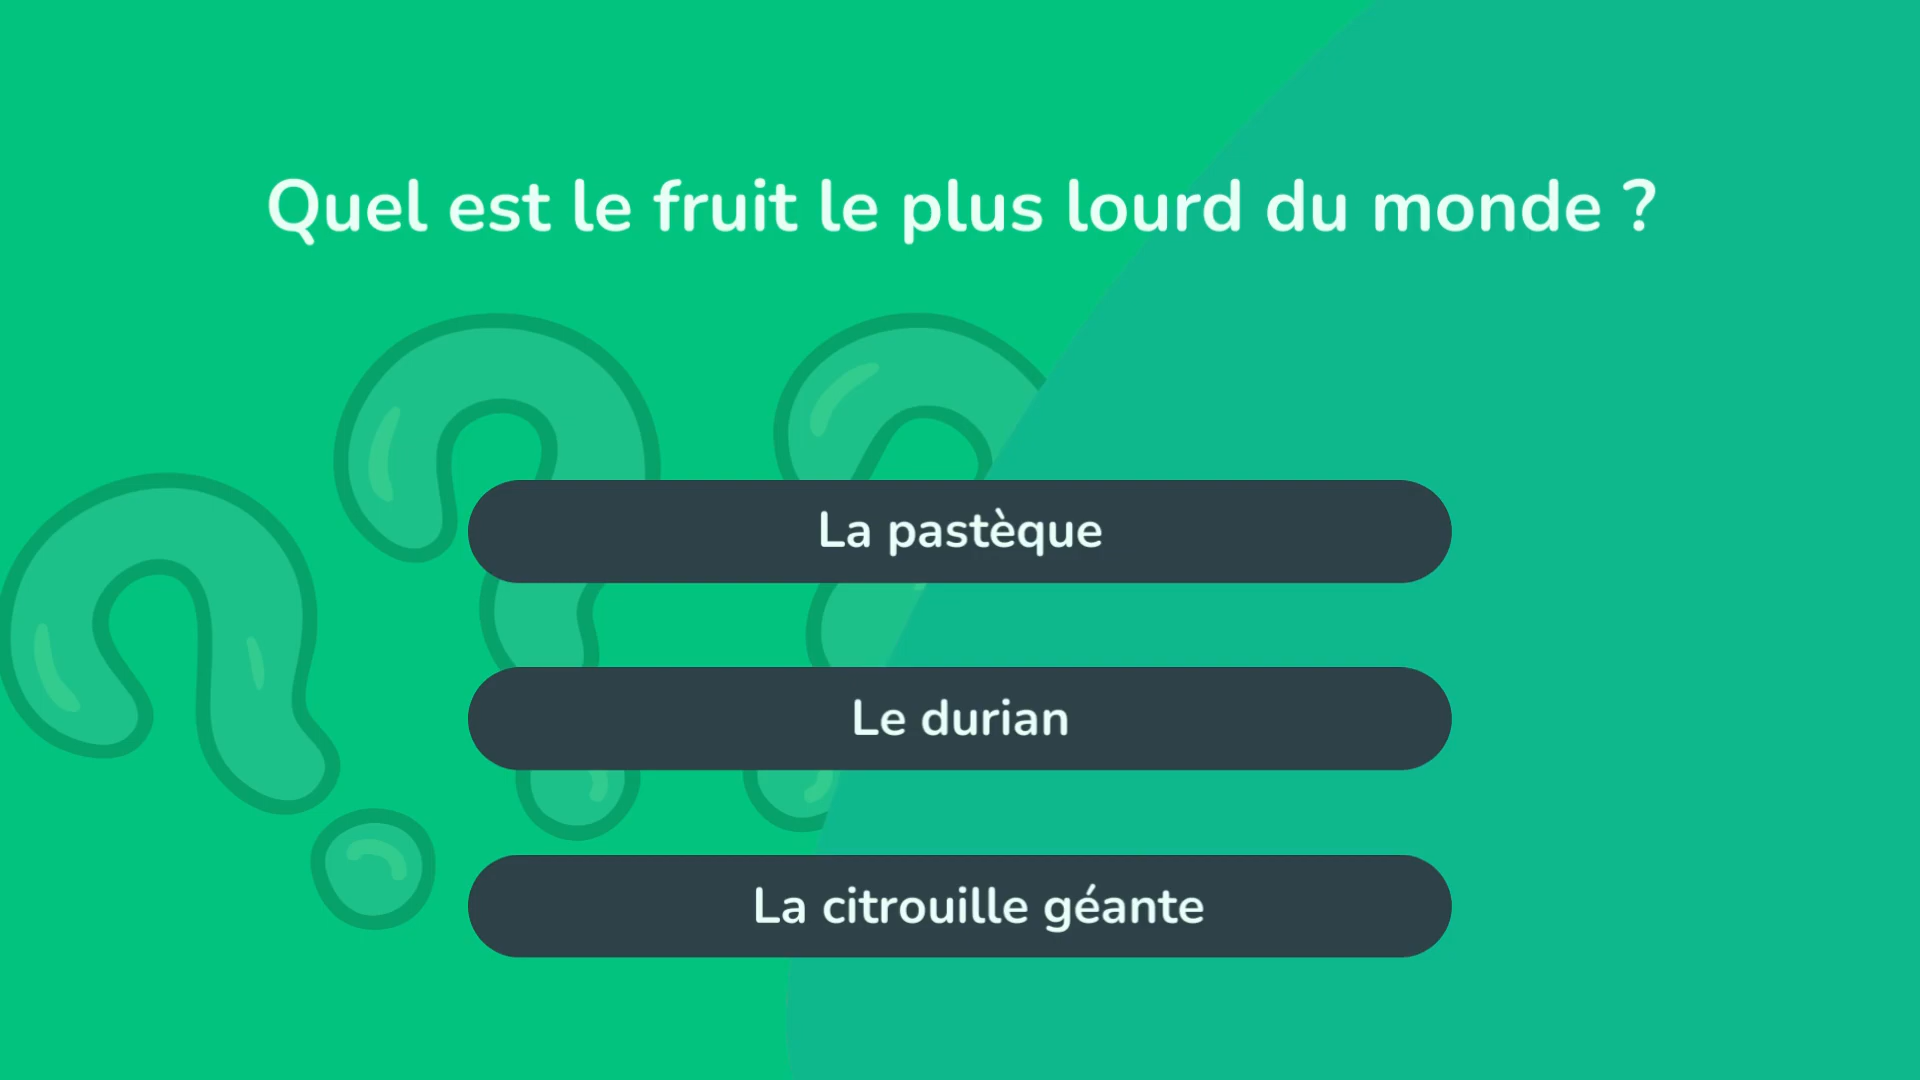 Quel est le fruit le plus lourd du monde ?
La pastèque
Le durian
La citrouille géante